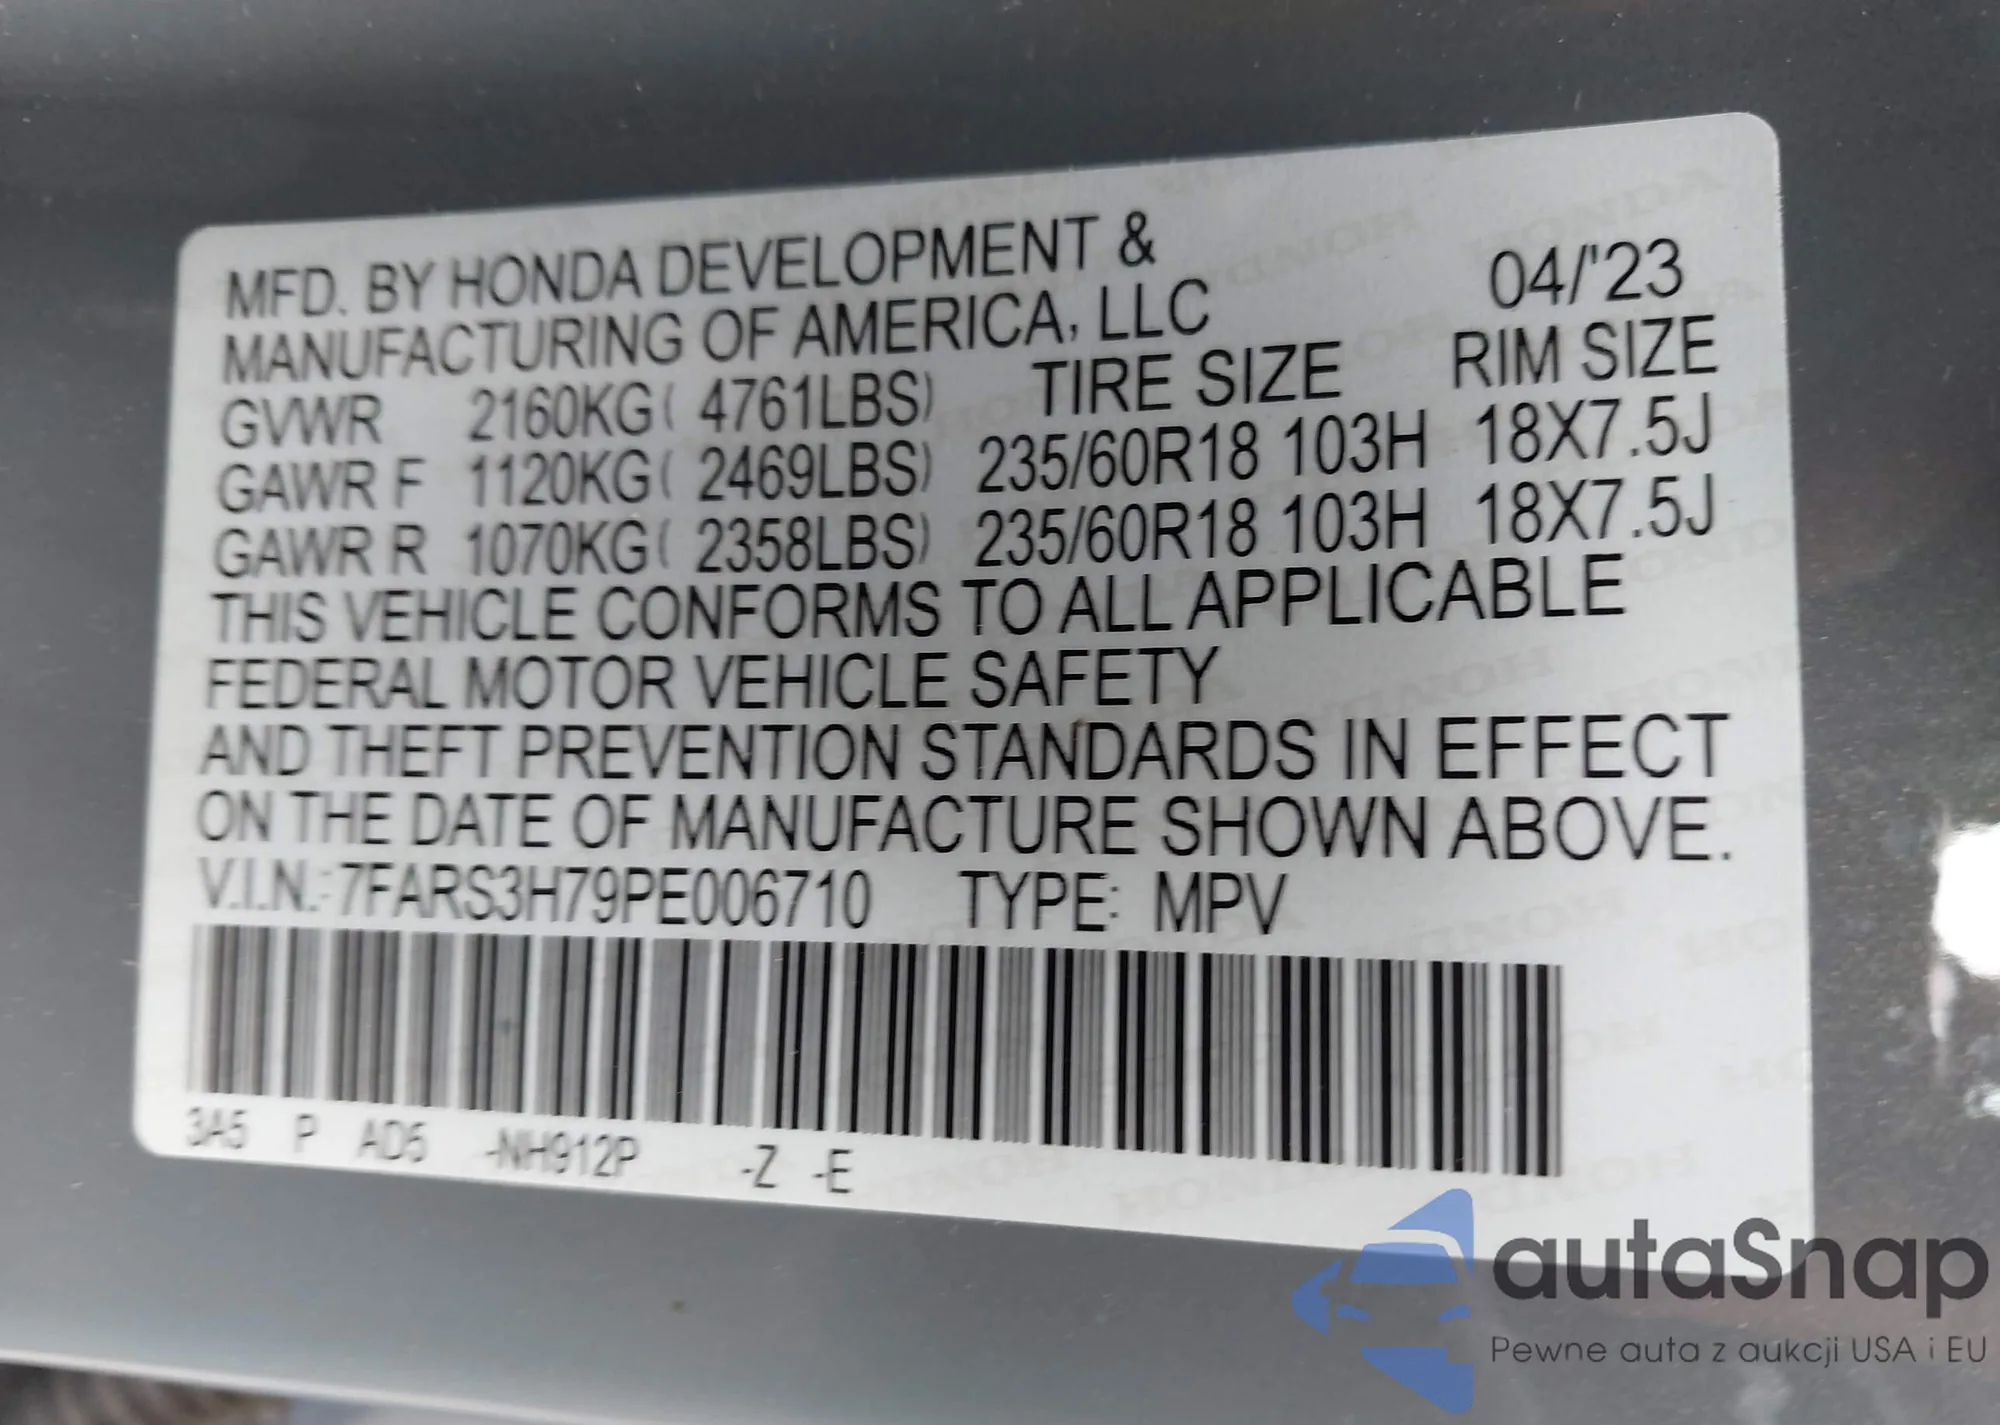 MFD. BY HONDA DEVELOPMENT &
MANUFACTURING OF AMERICA, LLC 04/'23
GVWR 2160KG( 4761LBS) TIRE SIZE RIM SIZE
GAWR F 1120KG( 2469LBS) 235/60R18 103H 18X7.5J
GAWR R 1070KG( 2358LBS) 235/60R18 103H 18X7.5J
THIS VEHICLE CONFORMS TO ALL APPLICABLE
FEDERAL MOTOR VEHICLE SAFETY
AND THEFT PREVENTION STANDARDS IN EFFECT
ON THE DATE OF MANUFACTURE SHOWN ABOVE.
V.I.N.: 7FARS3H79PE006710 TYPE: MPV
3A5 P AD5 -NH912P -Z -E
autaSnap
Pewne auta z aukcji USA i EU